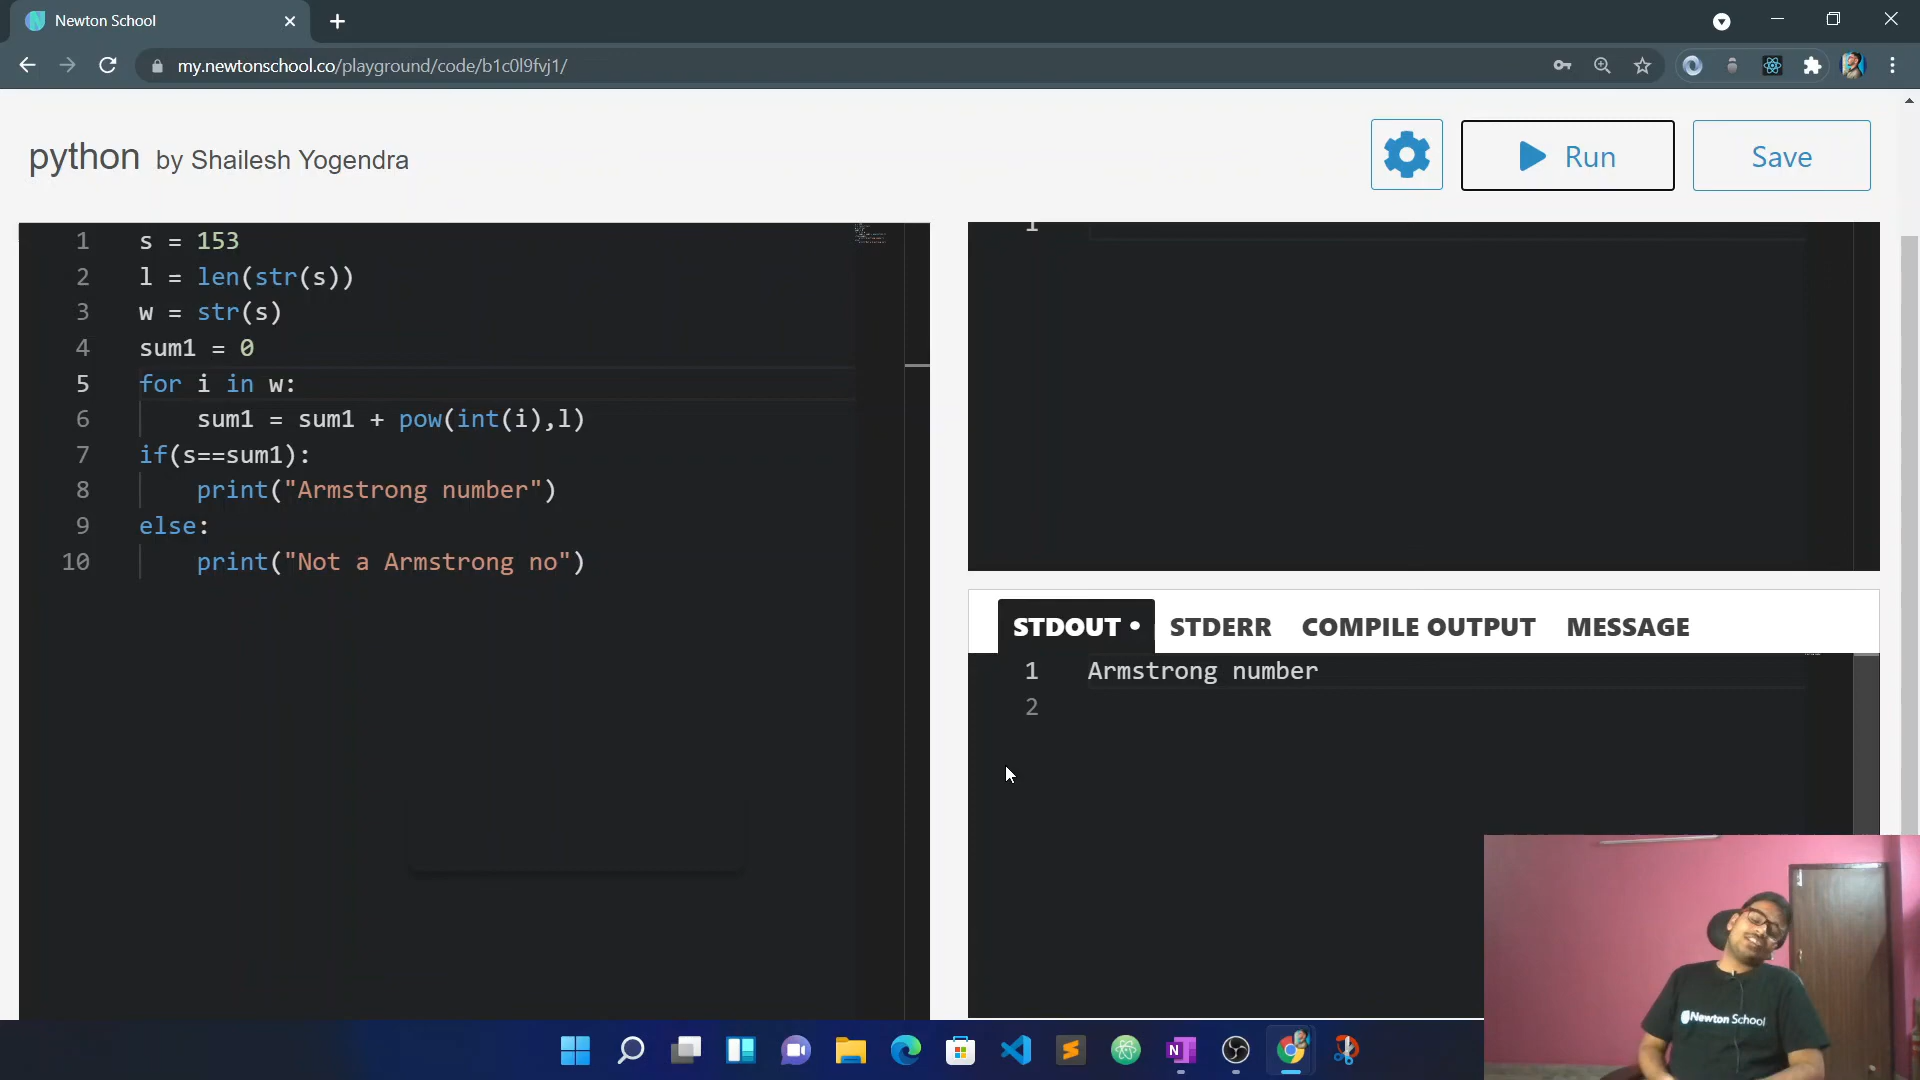 Newton School
my.newtonschool.co/playground/code/b1c0l9fvj1/
python by Shailesh Yogendra
Run
Save
1 s = 153
2 l = len(str(s))
3 w = str(s)
4 sum1 = 0
5 for i in w:
6 sum1 = sum1 + pow(int(i),l)
7 if(s==sum1):
8 print("Armstrong number")
9 else:
10 print("Not a Armstrong no")
1
STDOUT • STDERR COMPILE OUTPUT MESSAGE
1 Armstrong number
2
Newton School